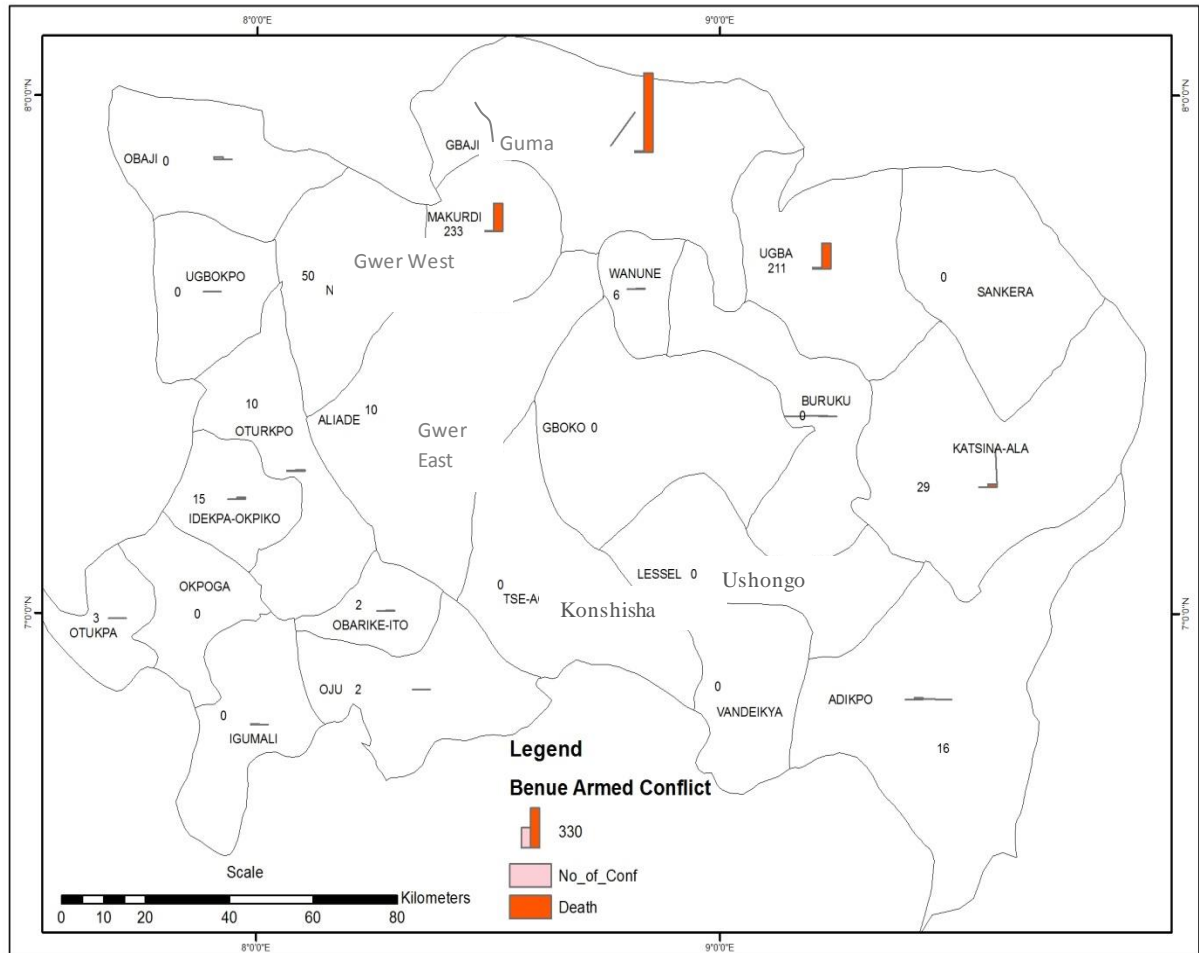 8°0'0"E
9°0'0"E
8°0'0"N
8°0'0"N
GBAJI
Guma
OBAJI 0
MAKURDI
233
UGBA
211
Gwer West
50
N
UGBOKPO
0
WANUNE
6
0
SANKERA
10
OTURKPO
ALIADE 10
Gwer
East
GBOKO 0
BURUKU
0
KATSINA-ALA
29
15
IDEKPA-OKPIKO
OKPOGA
0
3
OTUKPA
2
OBARIKE-ITO
0
TSE-AG
Konshisha
LESSEL 0
Ushongo
7°0'0"N
7°0'0"N
OJU 2
0
IGUMALI
0
VANDEIKYA
ADIKPO
16
Legend
Benue Armed Conflict
330
No_of_Conf
Death
Scale
Kilometers
0 10 20 40 60 80
8°0'0"E
9°0'0"E